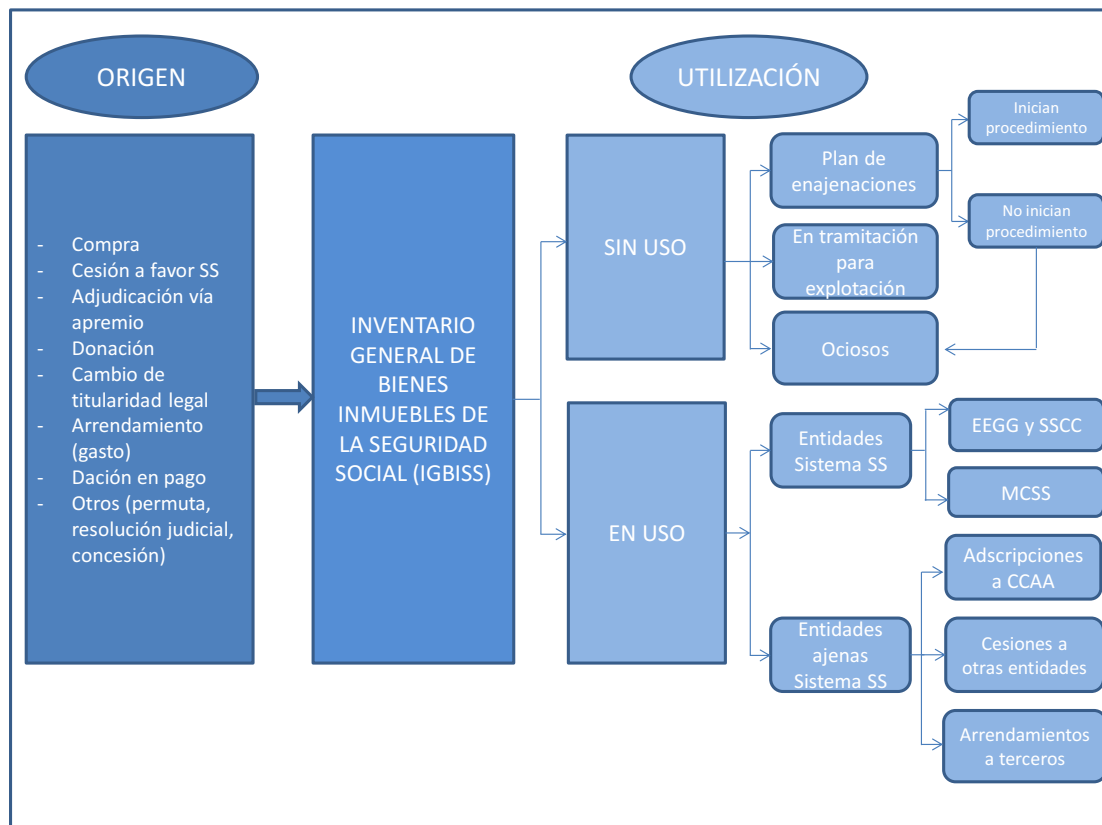 ORIGEN
UTILIZACIÓN
- Compra
- Cesión a favor SS
- Adjudicación vía
apremio
- Donación
- Cambio de
titularidad legal
- Arrendamiento
(gasto)
- Dación en pago
- Otros (permuta,
resolución judicial,
concesión)
INVENTARIO
GENERAL DE
BIENES
INMUEBLES DE
LA SEGURIDAD
SOCIAL (IGBISS)
SIN USO
Plan de
enajenaciones
Inician
procedimiento
No inician
procedimiento
En tramitación
para
explotación
Ociosos
EN USO
Entidades
Sistema SS
EEGG y SSCC
MCSS
Entidades
ajenas
Sistema SS
Adscripciones
a CCAA
Cesiones a
otras entidades
Arrendamientos
a terceros